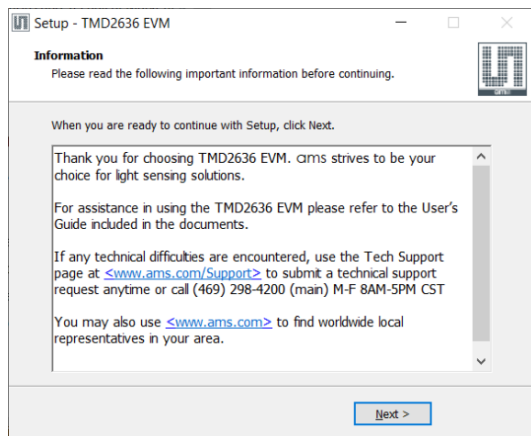 Setup - TMD2636 EVM
Information
Please read the following important information before continuing.
amu
When you are ready to continue with Setup, click Next.
Thank you for choosing TMD2636 EVM. ams strives to be your
choice for light sensing solutions.
For assistance in using the TMD2636 EVM please refer to the User's
Guide included in the documents.
If any technical difficulties are encountered, use the Tech Support
page at <www.ams.com/Support> to submit a technical support
request anytime or call (469) 298-4200 (main) M-F 8AM-5PM CST
You may also use <www.ams.com> to find worldwide local
representatives in your area.
Next >